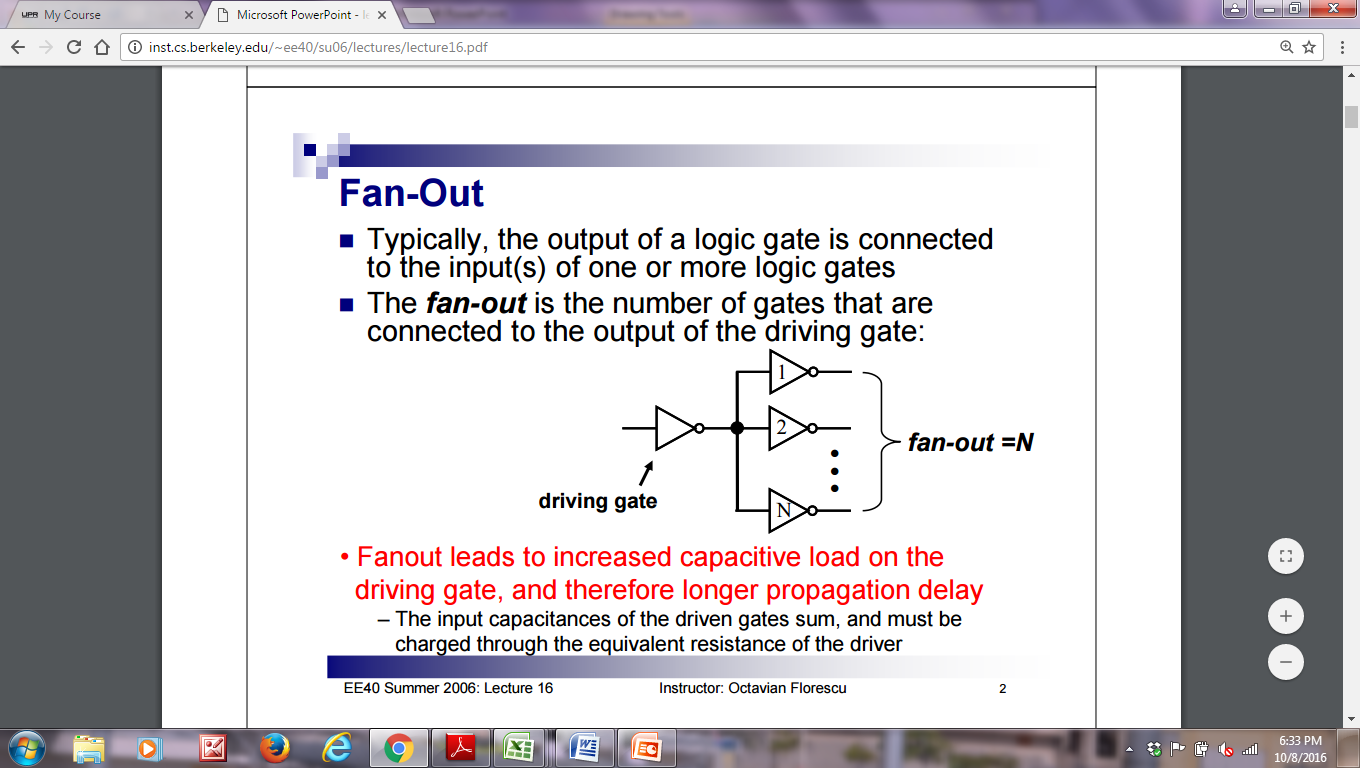 My Course
Microsoft PowerPoint - le
inst.cs.berkeley.edu/~ee40/su06/lectures/lecture16.pdf
Fan-Out
Typically, the output of a logic gate is connected
to the input(s) of one or more logic gates
The fan-out is the number of gates that are
connected to the output of the driving gate:
1
2
N
fan-out =N
driving gate
• Fanout leads to increased capacitive load on the
driving gate, and therefore longer propagation delay
– The input capacitances of the driven gates sum, and must be
charged through the equivalent resistance of the driver
EE40 Summer 2006: Lecture 16 Instructor: Octavian Florescu 2
6:33 PM
10/8/2016